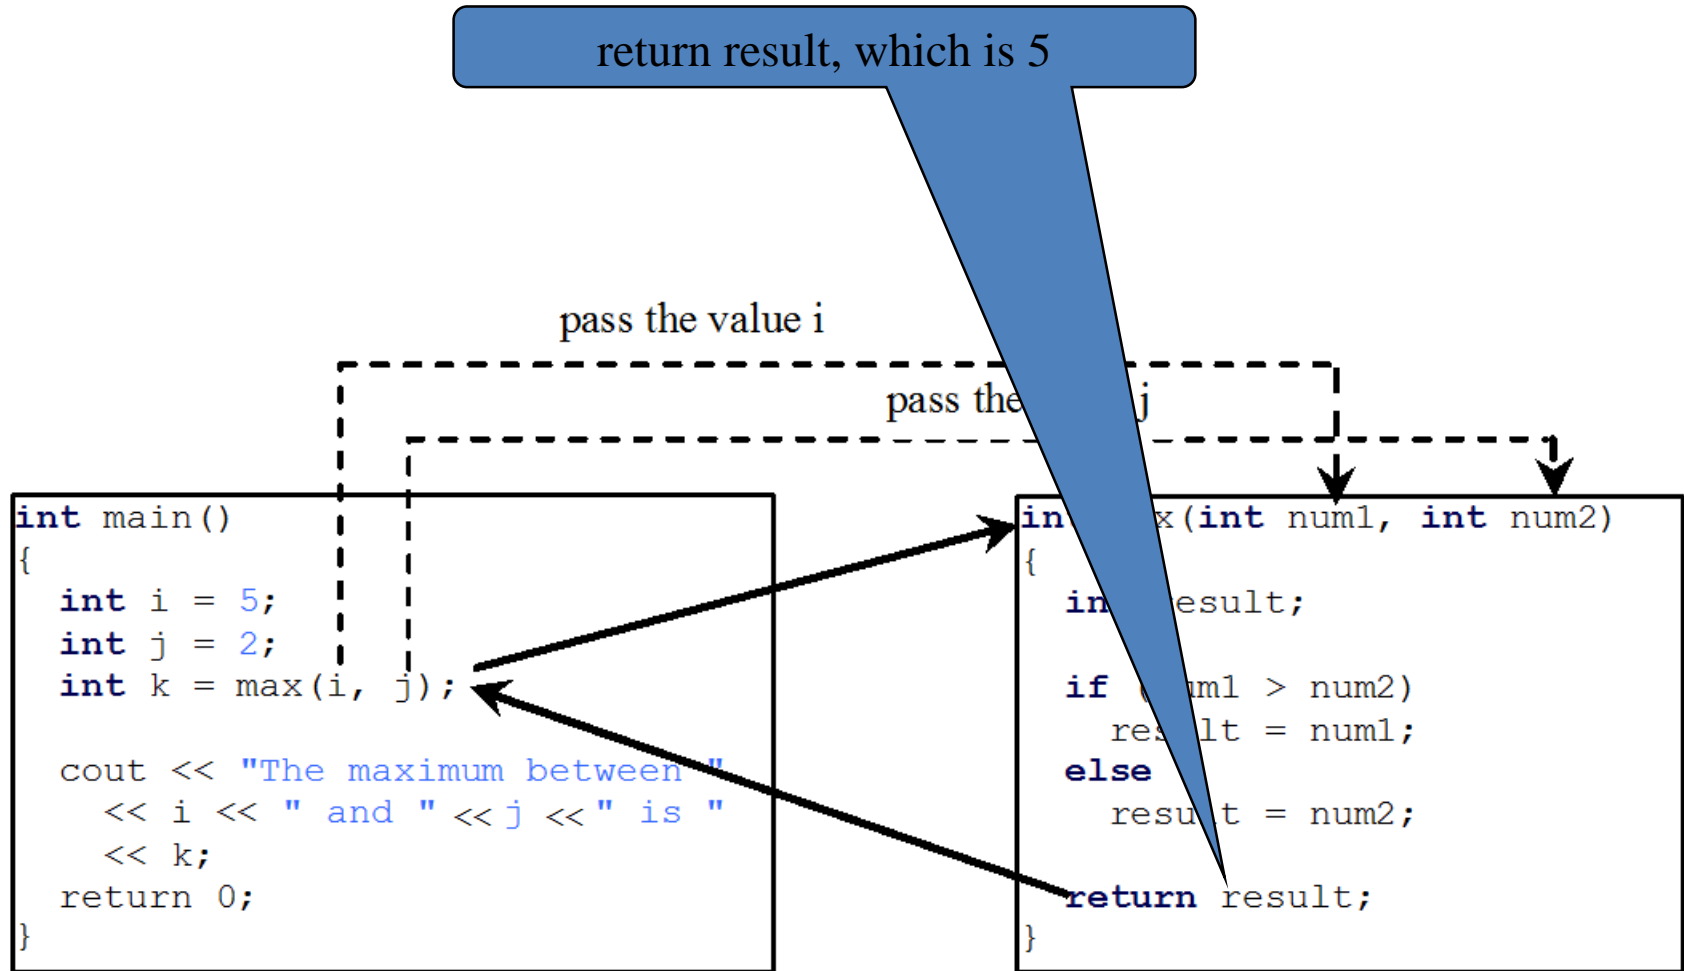 return result, which is 5
pass the value i
pass the j
int main()
{
int i = 5;
int j = 2;
int k = max(i, j);
cout << "The maximum between "
<< i << " and " << j << " is "
<< k;
return 0;
}
in x(int num1, int num2)
{
in esult;
if ( um1 > num2)
re lt = num1;
else
resu t = num2;
return result;
}